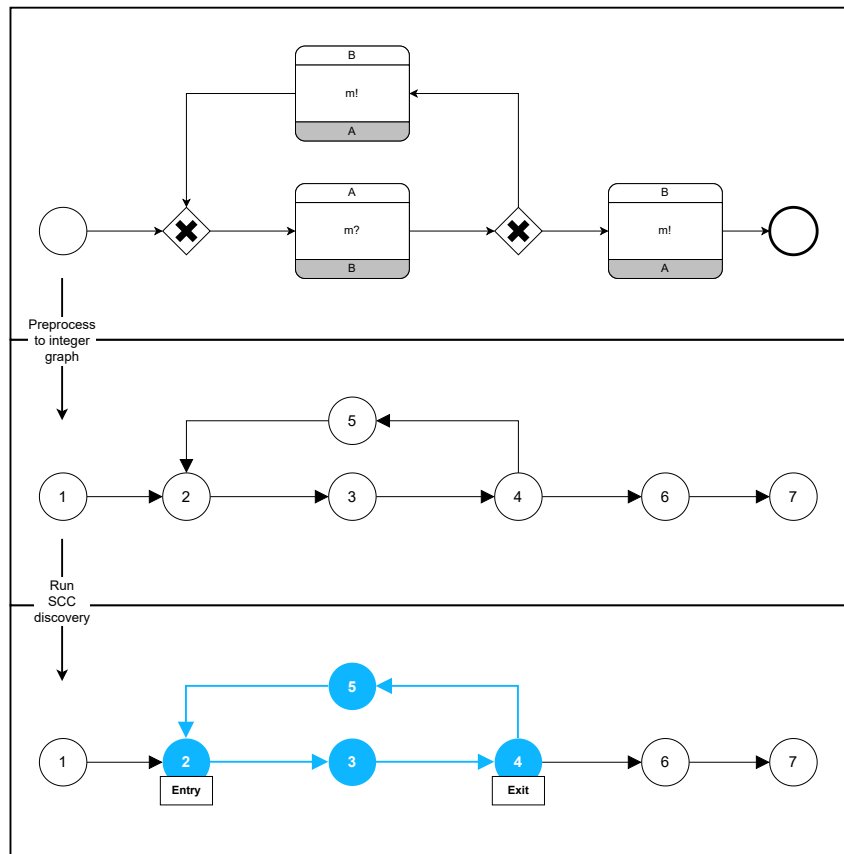 B
m!
A
A
m?
B
B
m!
A
Preprocess
to integer
graph
5
1
2
3
4
6
7
Run
SCC
discovery
5
1
2
3
4
6
7
Entry
Exit